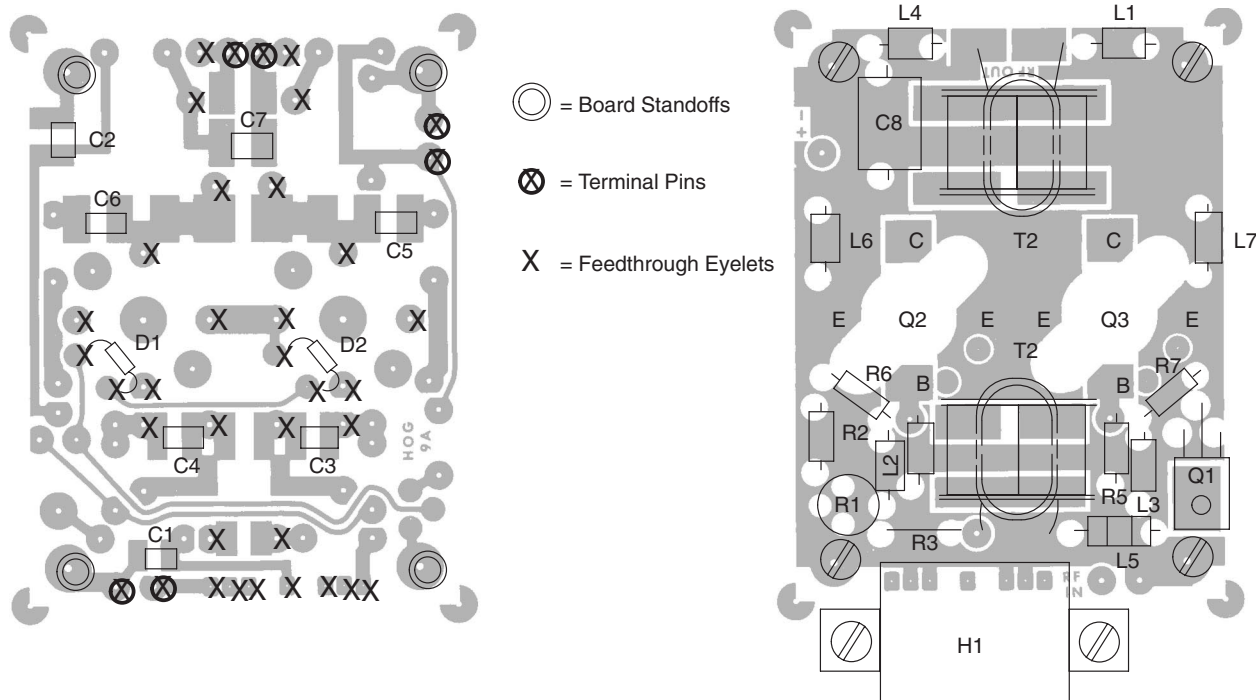 C2
C7
C6
C5
D1
D2
C4
C3
HOG
9A
C1
= Board Standoffs
= Terminal Pins
X = Feedthrough Eyelets
L4
L1
RF OUT
C8
- +
L6
C
T2
C
L7
E
Q2
E
E
Q3
E
T2
R6
B
B
R7
R2
L2
R1
R3
R5
L3
Q1
L5
RF
IN
H1
X X
X X
X X
X X
X X X X
X X
X X X X
X X X X
X X
X X X X X X X X